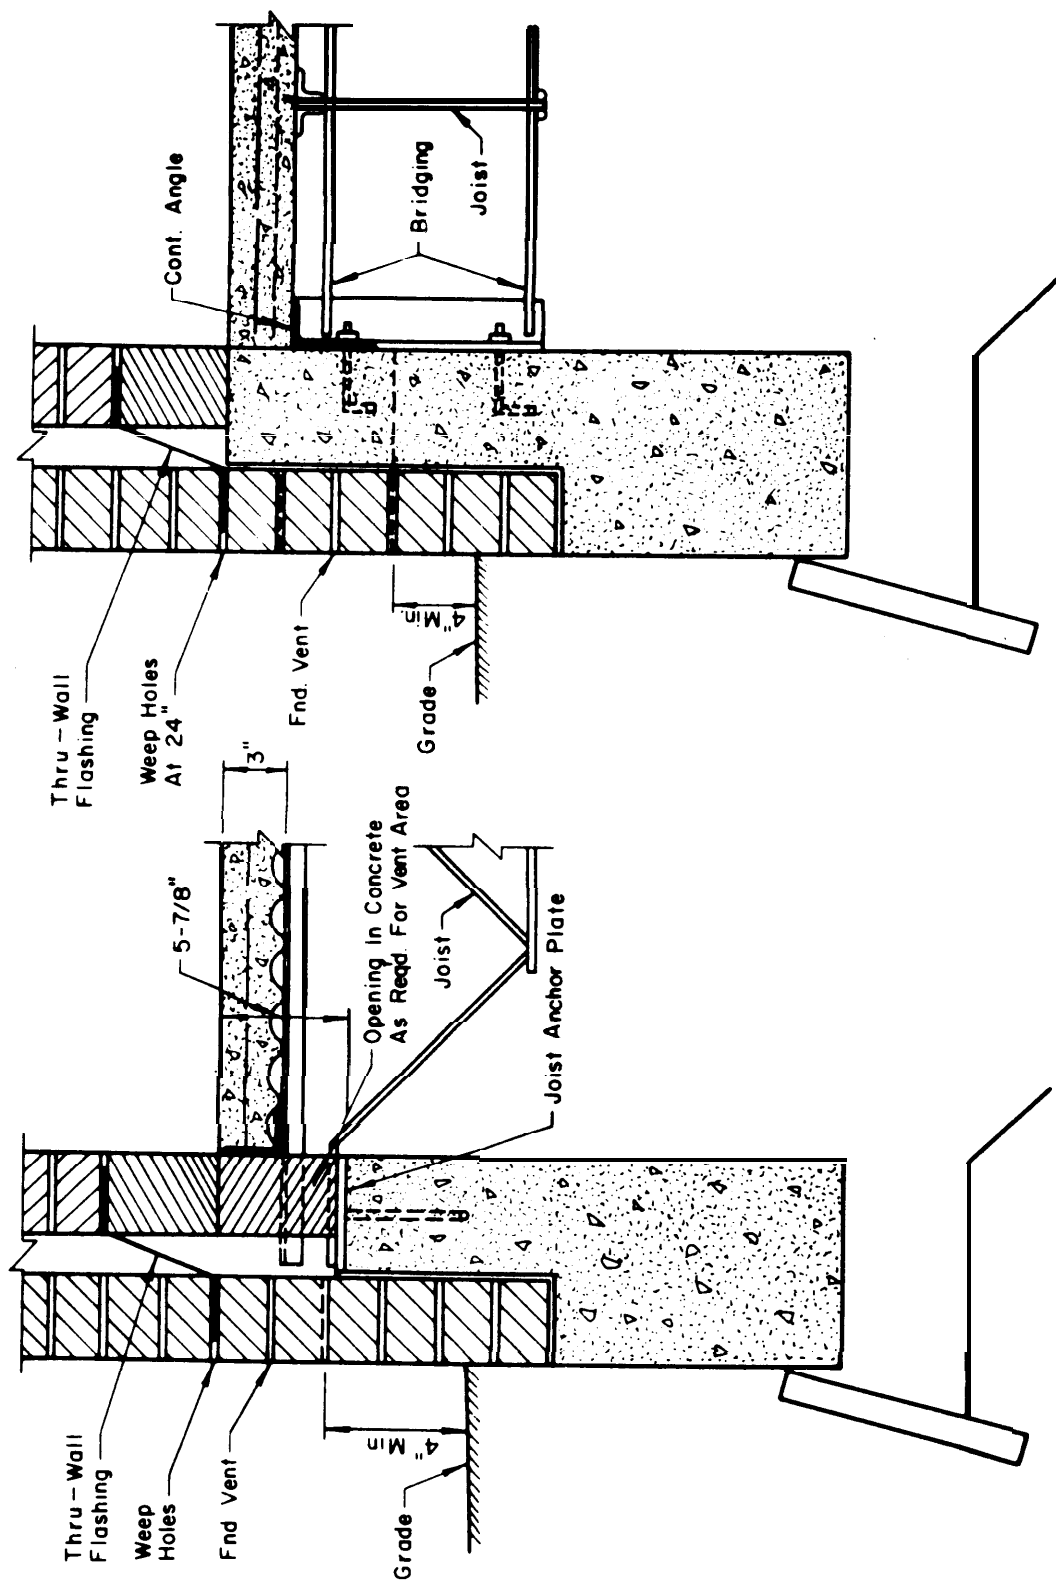 Thru-Wall
Flashing
Weep
Holes
Fnd Vent
4" Min
Grade
3"
5-7/8"
Opening In Concrete
As Reqd. For Vent Area
Joist
Joist Anchor Plate
Thru-Wall
Flashing
Weep Holes
At 24"
Fnd. Vent
4" Min.
Grade
Cont. Angle
Bridging
Joist